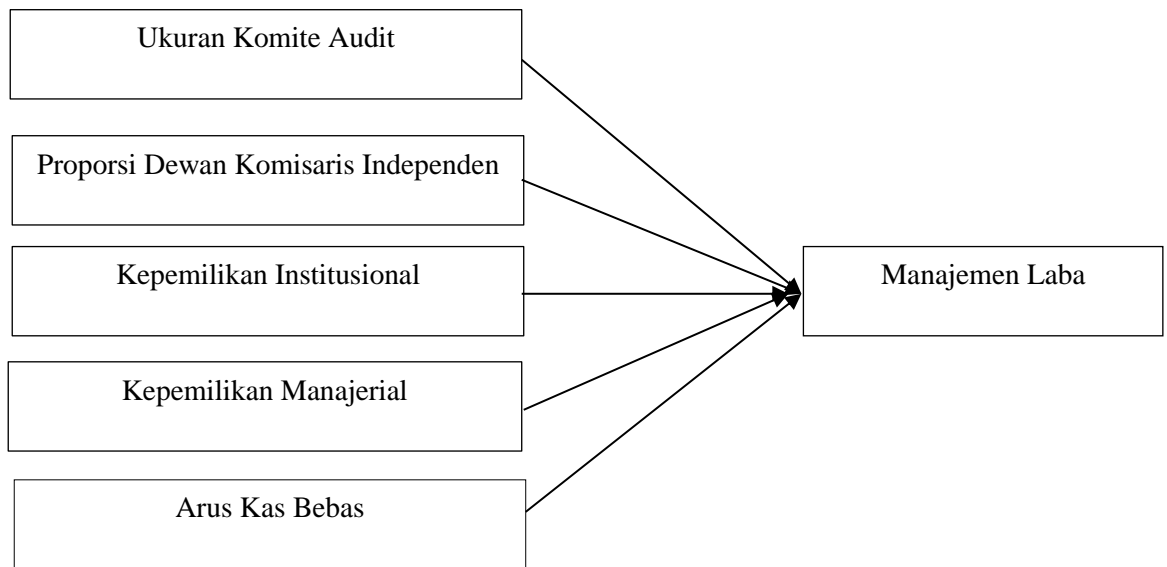 Ukuran Komite Audit
Proporsi Dewan Komisaris Independen
Kepemilikan Institusional
Manajemen Laba
Kepemilikan Manajerial
Arus Kas Bebas